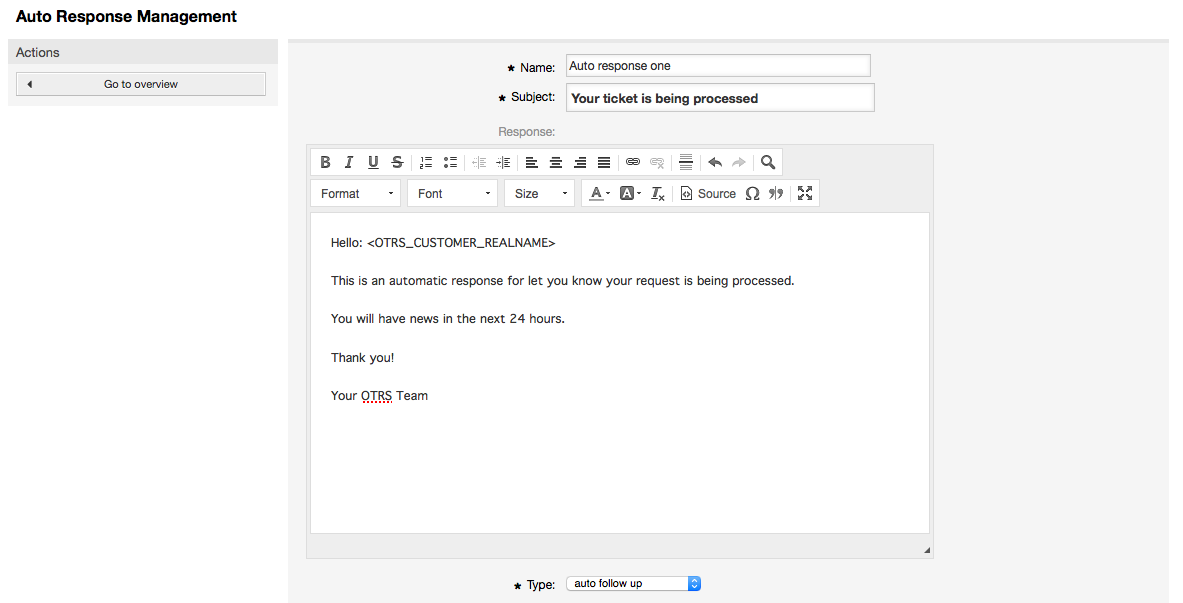 Auto Response Management
Actions
Go to overview
★ Name: Auto response one
★ Subject: Your ticket is being processed
Response:
B I U S
Format Font Size A A Tx Source Ω
Hello: <OTRS_CUSTOMER_REALNAME>
This is an automatic response for let you know your request is being processed.
You will have news in the next 24 hours.
Thank you!
Your OTRS Team
★ Type: auto follow up